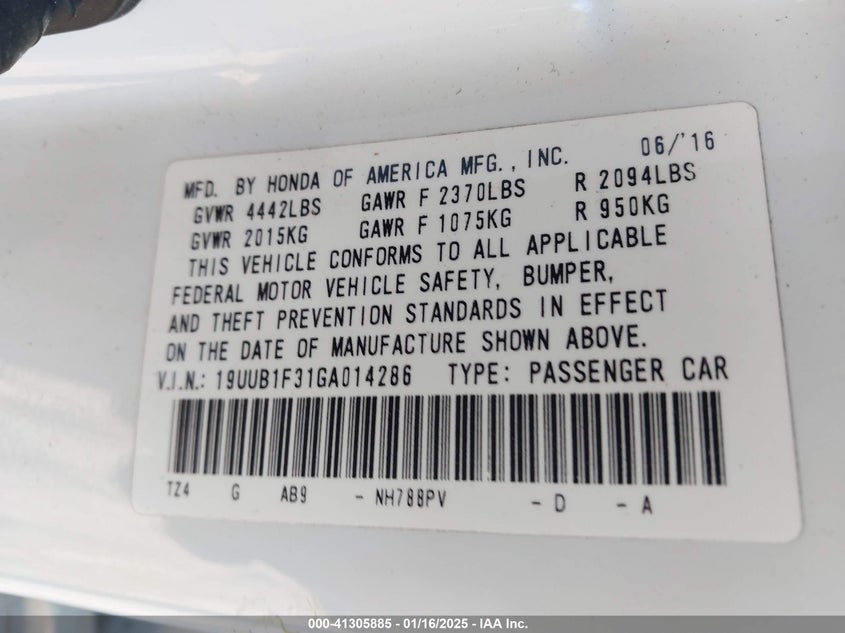 MFD. BY HONDA OF AMERICA MFG., INC. 06/'16
GVWR 4442LBS GAWR F 2370LBS R 2094LBS
GVWR 2015KG GAWR F 1075KG R 950KG
THIS VEHICLE CONFORMS TO ALL APPLICABLE
FEDERAL MOTOR VEHICLE SAFETY, BUMPER,
AND THEFT PREVENTION STANDARDS IN EFFECT
ON THE DATE OF MANUFACTURE SHOWN ABOVE.
V.I.N.: 19UUB1F31GA014286 TYPE: PASSENGER CAR
TZ4 G AB9 - NH788PV - D - A
000-41305885 - 01/16/2025 - IAA Inc.